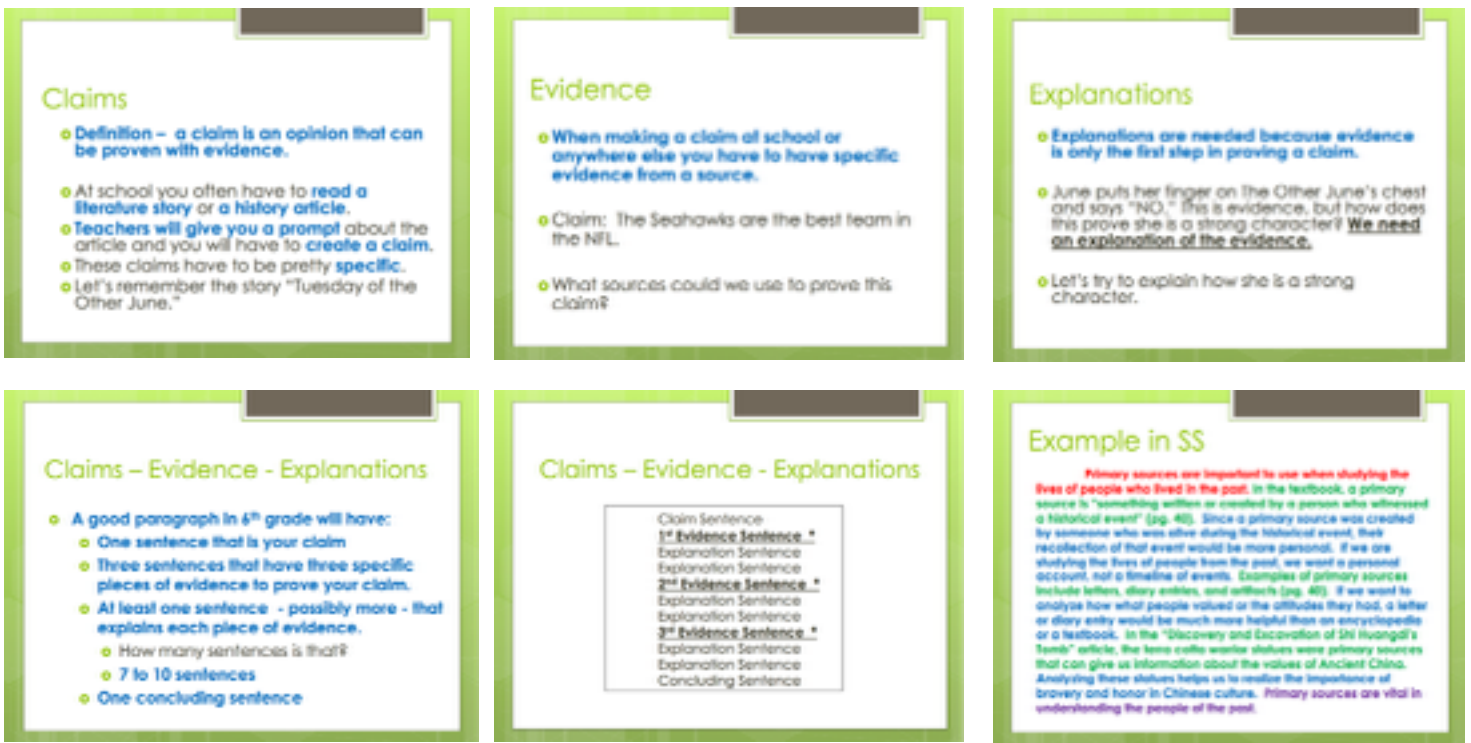 Claims
Definition – a claim is an opinion that can
be proven with evidence.
At school you often have to read a
literature story or a history article.
Teachers will give you a prompt about the
article and you will have to create a claim.
These claims have to be pretty specific.
Let's remember the story "Tuesday of the
Other June."
Evidence
When making a claim at school or
anywhere else you have to have specific
evidence from a source.
Claim: The Seahawks are the best team in
the NFL.
What sources could we use to prove this
claim?
Explanations
Explanations are needed because evidence
is only the first step in proving a claim.
June puts her finger on The Other June's chest
and says "NO." This is evidence, but how does
this prove she is a strong character? We need
an explanation of the evidence.
Let's try to explain how she is a strong
character.
Claims – Evidence - Explanations
A good paragraph in 6th grade will have:
One sentence that is your claim
Three sentences that have three specific
pieces of evidence to prove your claim.
At least one sentence - possibly more - that
explains each piece of evidence.
How many sentences is that?
7 to 10 sentences
One concluding sentence
Claims – Evidence - Explanations
Claim Sentence
1st Evidence Sentence *
Explanation Sentence
Explanation Sentence
2nd Evidence Sentence *
Explanation Sentence
Explanation Sentence
3rd Evidence Sentence *
Explanation Sentence
Explanation Sentence
Concluding Sentence
Example in SS
Primary sources are important to use when studying the
lives of people who lived in the past. In the textbook, a primary
source is "something written or created by a person who witnessed
a historical event" (pg. 40). Since a primary source was created
by someone who was alive during the historical event, their
recollection of that event would be more personal. If we are
studying the lives of people from the past, we want a personal
account, not a timeline of events. Examples of primary sources
include letters, diary entries, and artifacts (pg. 40). If we want to
analyze how what people valued or the attitudes they had, a letter
or diary entry would be much more helpful than an encyclopedia
or a textbook. In the "Discovery and Excavation of Shi Huangdi's
Tomb" article, the terra cotta warrior statues were primary sources
that can give us information about the values of Ancient China.
Analyzing these statues helps us to realize the importance of
bravery and honor in Chinese culture. Primary sources are vital in
understanding the people of the past.